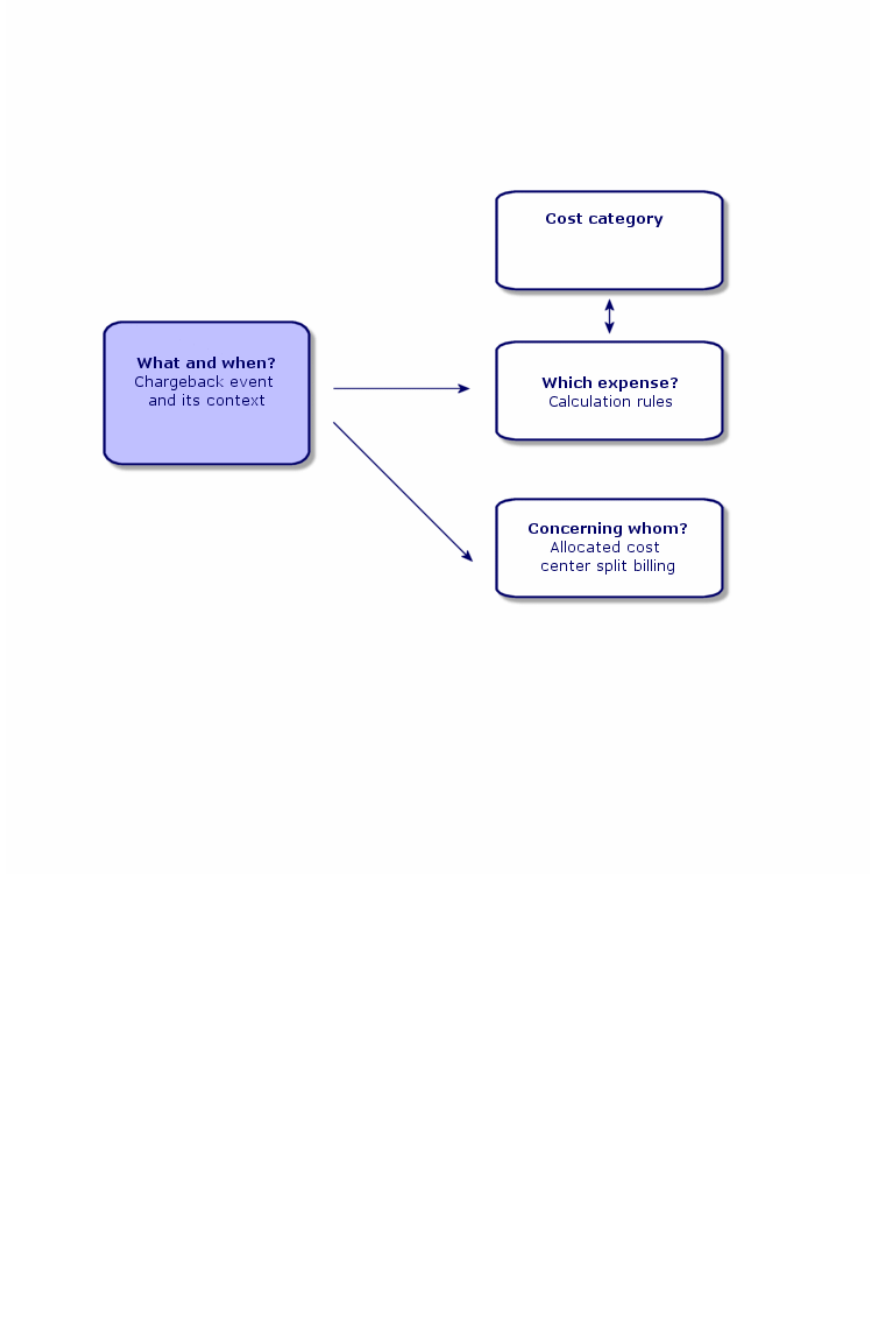 Cost category
What and when?
Chargeback event
and its context
Which expense?
Calculation rules
Concerning whom?
Allocated cost
center split billing